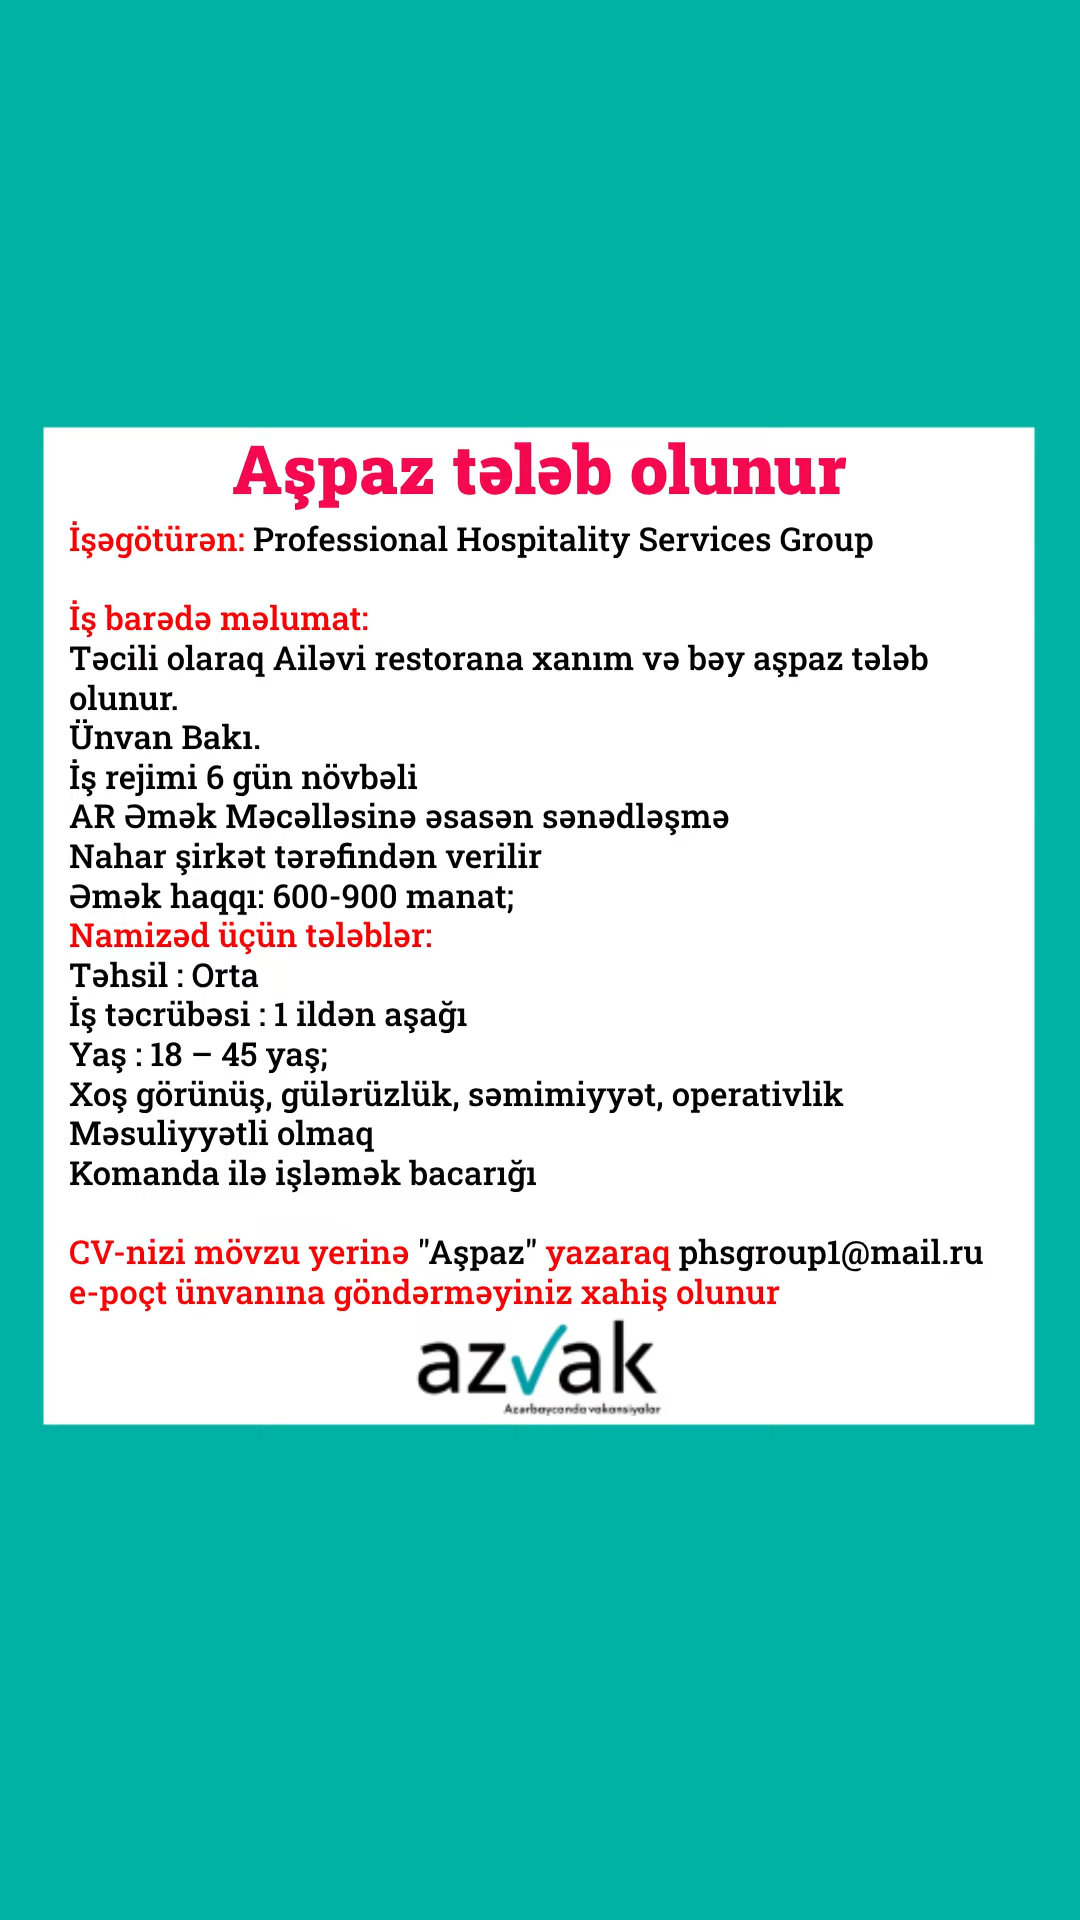 Aşpaz tələb olunur
İşəgötürən: Professional Hospitality Services Group
İş barədə məlumat:
Təcili olaraq Ailəvi restorana xanım və bəy aşpaz tələb
olunur.
Ünvan Bakı.
İş rejimi 6 gün növbəli
AR Əmək Məcəlləsinə əsasən sənədləşmə
Nahar şirkət tərəfindən verilir
Əmək haqqı: 600-900 manat;
Namizəd üçün tələblər:
Təhsil : Orta
İş təcrübəsi : 1 ildən aşağı
Yaş : 18 – 45 yaş;
Xoş görünüş, gülərüzlük, səmimiyyət, operativlik
Məsuliyyətli olmaq
Komanda ilə işləmək bacarığı
CV-nizi mövzu yerinə "Aşpaz" yazaraq phsgroup1@mail.ru
e-poçt ünvanına göndərməyiniz xahiş olunur
azvak
Azərbaycanda vakansiyalar